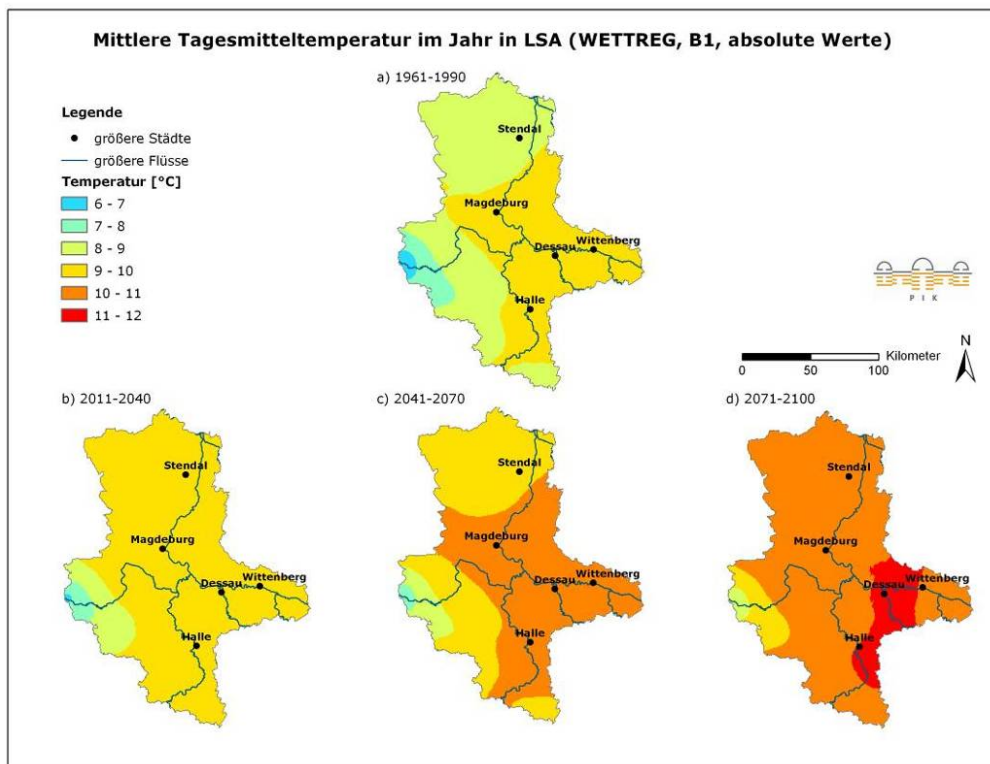 Mittlere Tagesmitteltemperatur im Jahr in LSA (WETTREG, B1, absolute Werte)
a) 1961-1990
Legende
größere Städte
größere Flüsse
Temperatur [°C]
6 - 7
7 - 8
8 - 9
9 - 10
10 - 11
11 - 12
Stendal
Magdeburg
Dessau
Wittenberg
Halle
P I K
N
Kilometer
0 50 100
b) 2011-2040
Stendal
Magdeburg
Dessau
Wittenberg
Halle
c) 2041-2070
Stendal
Magdeburg
Dessau
Wittenberg
Halle
d) 2071-2100
Stendal
Magdeburg
Dessau
Wittenberg
Halle